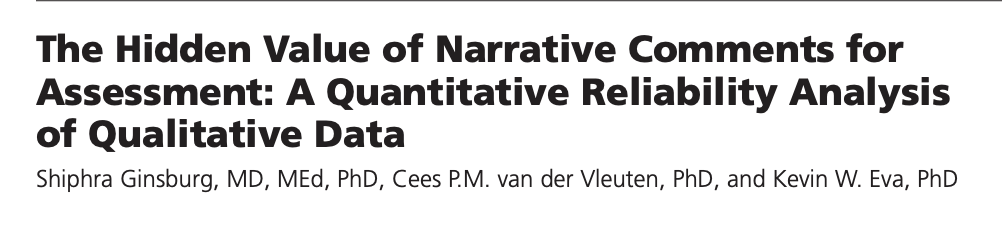 The Hidden Value of Narrative Comments for
Assessment: A Quantitative Reliability Analysis
of Qualitative Data
Shiphra Ginsburg, MD, MEd, PhD, Cees P.M. van der Vleuten, PhD, and Kevin W. Eva, PhD